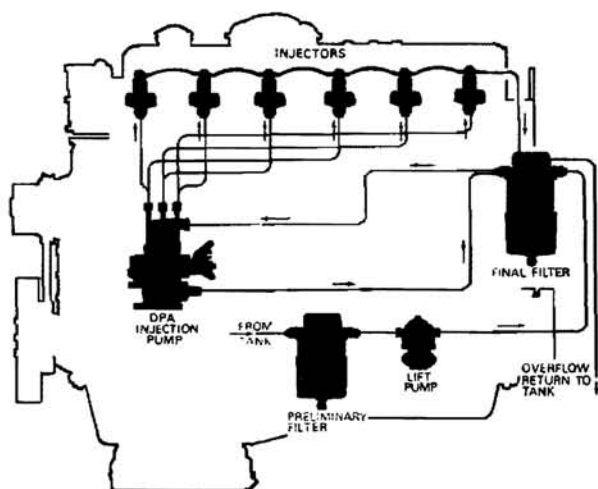 INJECTORS
FINAL FILTER
DPA
INJECTION
PUMP
FROM
TANK
LIFT
PUMP
OVERFLOW
RETURN TO
TANK
PRELIMINARY
FILTER